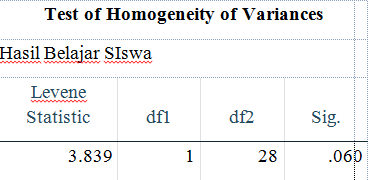 Test of Homogeneity of Variances
Hasil Belajar SIswa
Levene Statistic df1 df2 Sig.
3.839 1 28 .060